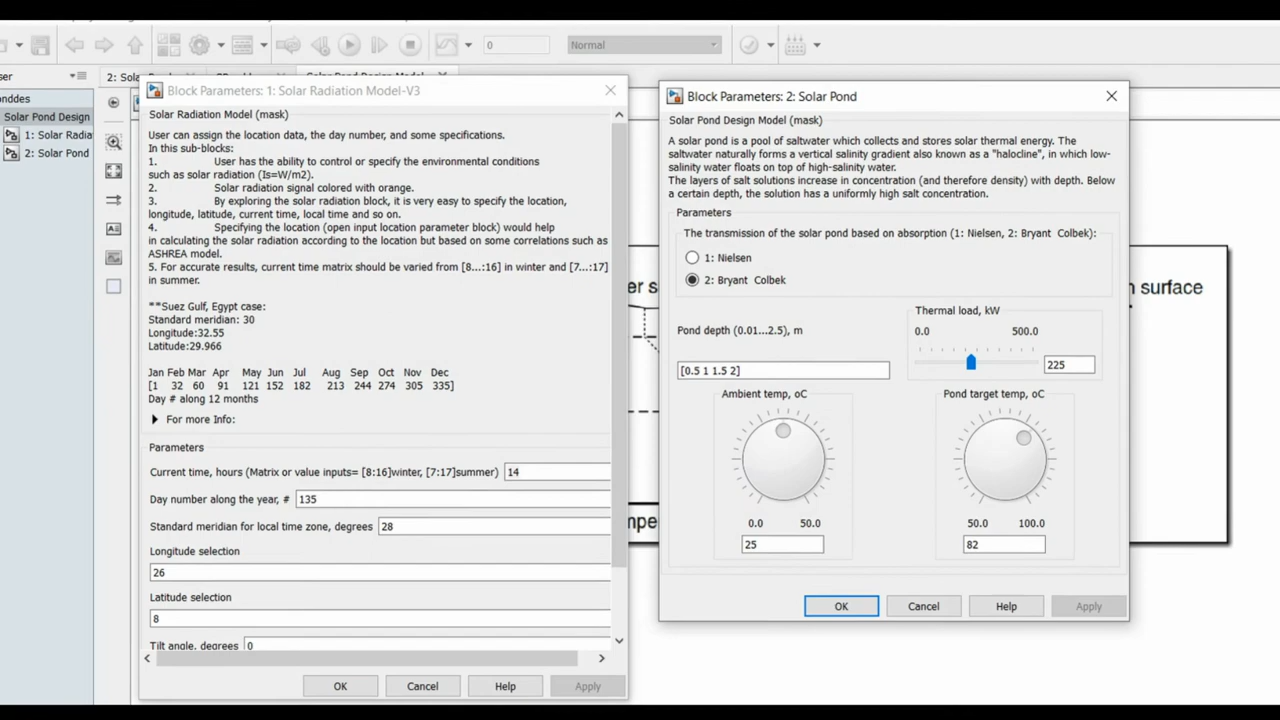 0
Normal
ser
2: Solar
onddes
Solar Pond Design
1: Solar Radia
2: Solar Pond
Block Parameters: 1: Solar Radiation Model-V3
Solar Radiation Model (mask)
User can assign the location data, the day number, and some specifications.
In this sub-blocks:
1. User has the ability to control or specify the environmental conditions
such as solar radiation (Is=W/m2).
2. Solar radiation signal colored with orange.
3. By exploring the solar radiation block, it is very easy to specify the location,
longitude, latitude, current time, local time and so on.
4. Specifying the location (open input location parameter block) would help
in calculating the solar radiation according to the location but based on some correlations such as
ASHREA model.
5. For accurate results, current time matrix should be varied from [8...:16] in winter and [7...:17]
in summer.
**Suez Gulf, Egypt case:
Standard meridian: 30
Longitude:32.55
Latitude:29.966
Jan Feb Mar Apr May Jun Jul Aug Sep Oct Nov Dec
[1 32 60 91 121 152 182 213 244 274 305 335]
Day # along 12 months
For more Info:
Parameters
Current time, hours (Matrix or value inputs= [8:16]winter, [7:17]summer) 14
Day number along the year, # 135
Standard meridian for local time zone, degrees 28
Longitude selection
26
Latitude selection
8
Tilt angle, degrees 0
OK Cancel Help Apply
Block Parameters: 2: Solar Pond
Solar Pond Design Model (mask)
A solar pond is a pool of saltwater which collects and stores solar thermal energy. The
saltwater naturally forms a vertical salinity gradient also known as a "halocline", in which low-
salinity water floats on top of high-salinity water.
The layers of salt solutions increase in concentration (and therefore density) with depth. Below
a certain depth, the solution has a uniformly high salt concentration.
Parameters
The transmission of the solar pond based on absorption (1: Nielsen, 2: Bryant Colbek):
1: Nielsen
2: Bryant Colbek
Pond depth (0.01...2.5), m
[0.5 1 1.5 2]
Thermal load, kW
0.0 500.0
225
Ambient temp, oC
0.0 50.0
25
Pond target temp, oC
50.0 100.0
82
OK Cancel Help Apply
er s
n surface
mpe